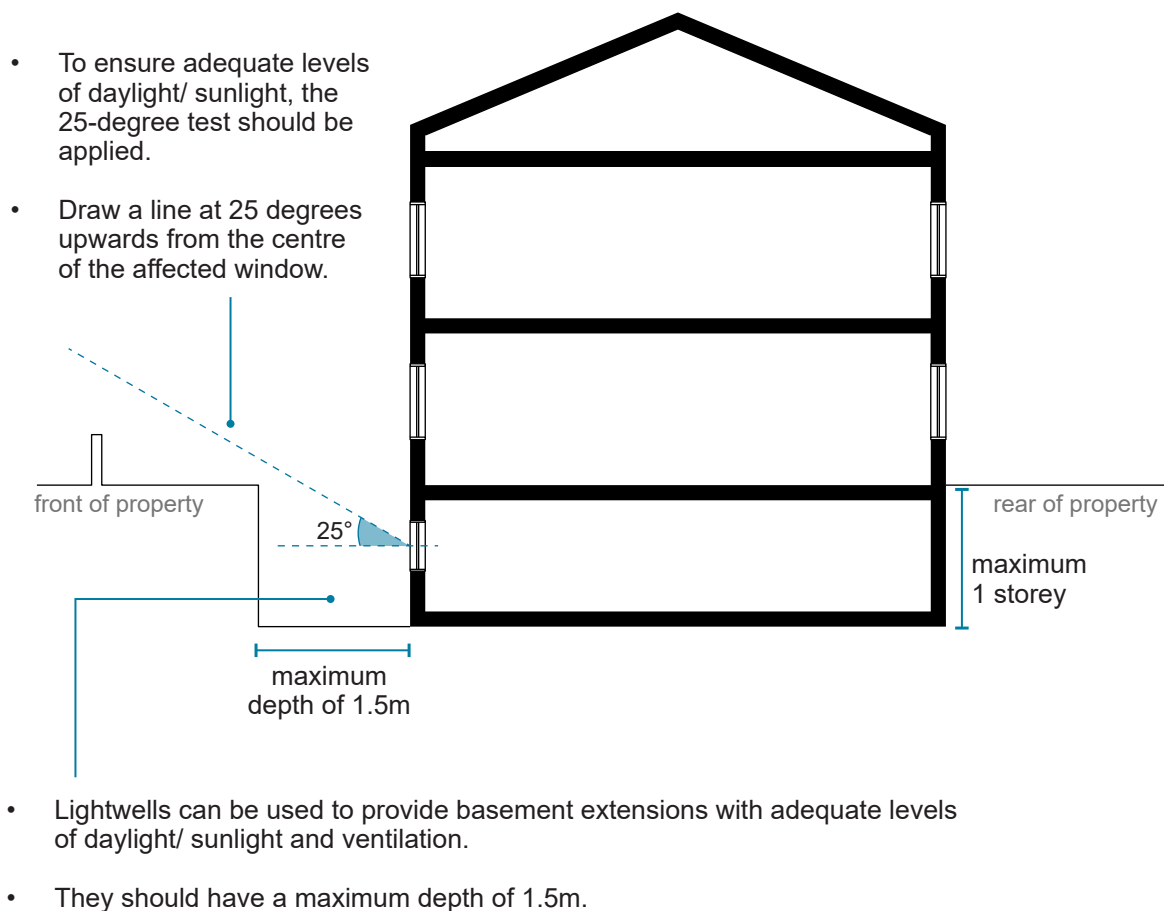 • To ensure adequate levels
of daylight/ sunlight, the
25-degree test should be
applied.
• Draw a line at 25 degrees
upwards from the centre
of the affected window.
front of property
25°
rear of property
maximum
1 storey
maximum
depth of 1.5m
• Lightwells can be used to provide basement extensions with adequate levels
of daylight/ sunlight and ventilation.
• They should have a maximum depth of 1.5m.